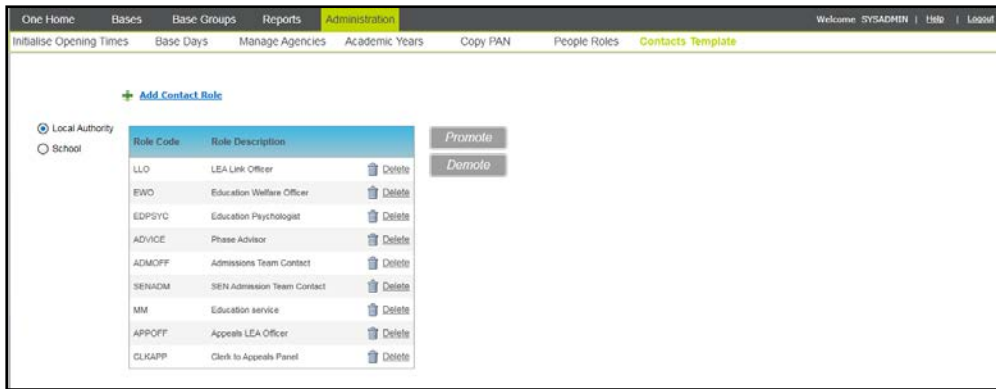 One Home Bases Base Groups Reports Administration Welcome SYSADMIN | Help | Logout
Initialise Opening Times Base Days Manage Agencies Academic Years Copy PAN People Roles Contacts Template
Add Contact Role
Local Authority
School
Role Code Role Description
LLO LEA Link Officer Delete
EWO Education Welfare Officer Delete
EDPSYC Education Psychologist Delete
ADVICE Phase Advisor Delete
ADMOFF Admissions Team Contact Delete
SENADM SEN Admission Team Contact Delete
MM Education service Delete
APPOFF Appeals LEA Officer Delete
CLKAPP Clerk to Appeals Panel Delete
Promote
Demote